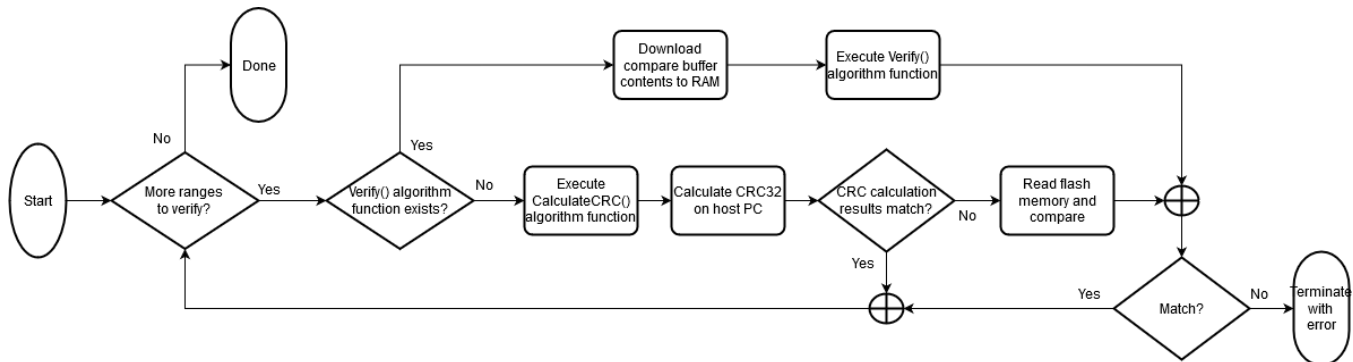 Download
compare buffer
contents to RAM
Execute Verify()
algorithm function
Done
No
Yes
Start
More ranges
to verify?
Yes
Verify() algorithm
function exists?
No
Execute
CalculateCRC()
algorithm function
Calculate CRC32
on host PC
CRC calculation
results match?
No
Read flash
memory and
compare
Yes
Yes
Match?
No
Terminate
with
error